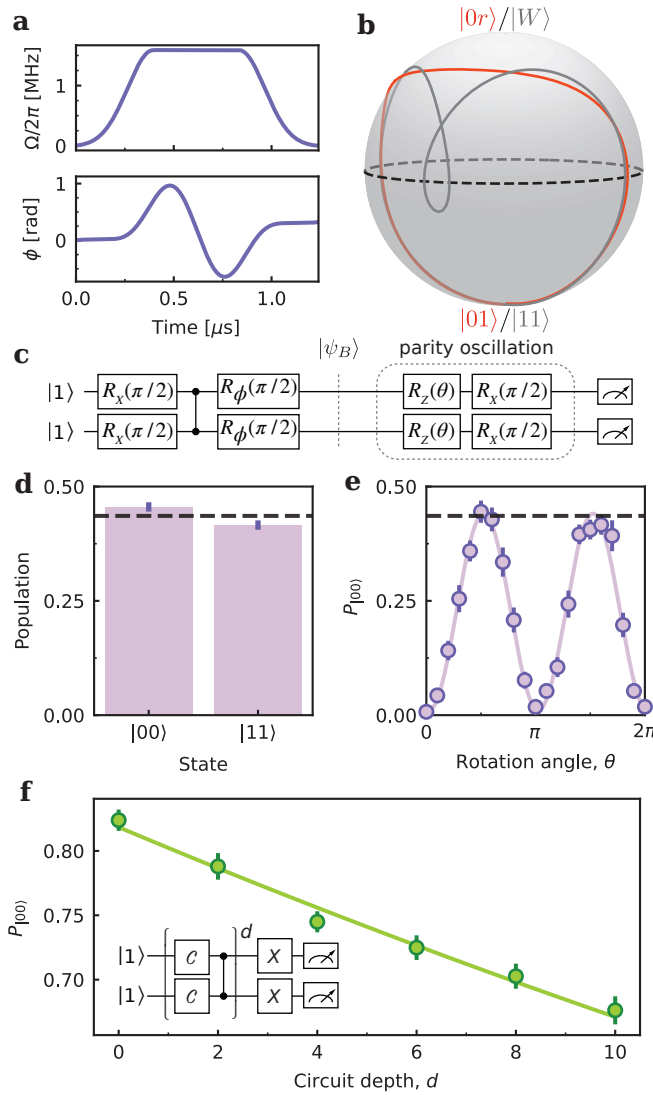 a
Ω/2π [MHz]
1
0
ϕ [rad]
1
0
0.0 0.5 1.0
Time [μs]
b
|0r⟩/|W⟩
|01⟩/|11⟩
c
|ψ_B⟩
parity oscillation
|1⟩ R_X(π/2) R_ϕ(π/2) R_Z(θ) R_X(π/2)
|1⟩ R_X(π/2) R_ϕ(π/2) R_Z(θ) R_X(π/2)
d
Population
0.50
0.25
0.00
|00⟩ |11⟩
State
e
P_|00⟩
0.50
0.25
0.00
0 π 2π
Rotation angle, θ
f
P_|00⟩
0.80
0.75
0.70
d
|1⟩ 𝒞 X
|1⟩ 𝒞 X
0 2 4 6 8 10
Circuit depth, d